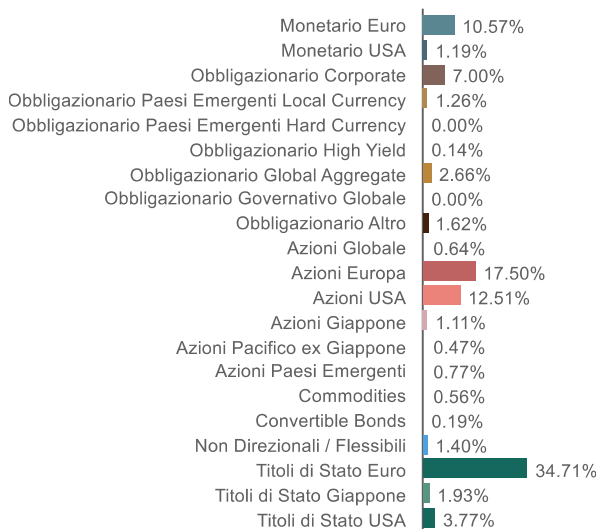 Monetario Euro 10.57%
Monetario USA 1.19%
Obbligazionario Corporate 7.00%
Obbligazionario Paesi Emergenti Local Currency 1.26%
Obbligazionario Paesi Emergenti Hard Currency 0.00%
Obbligazionario High Yield 0.14%
Obbligazionario Global Aggregate 2.66%
Obbligazionario Governativo Globale 0.00%
Obbligazionario Altro 1.62%
Azioni Globale 0.64%
Azioni Europa 17.50%
Azioni USA 12.51%
Azioni Giappone 1.11%
Azioni Pacifico ex Giappone 0.47%
Azioni Paesi Emergenti 0.77%
Commodities 0.56%
Convertible Bonds 0.19%
Non Direzionali / Flessibili 1.40%
Titoli di Stato Euro 34.71%
Titoli di Stato Giappone 1.93%
Titoli di Stato USA 3.77%